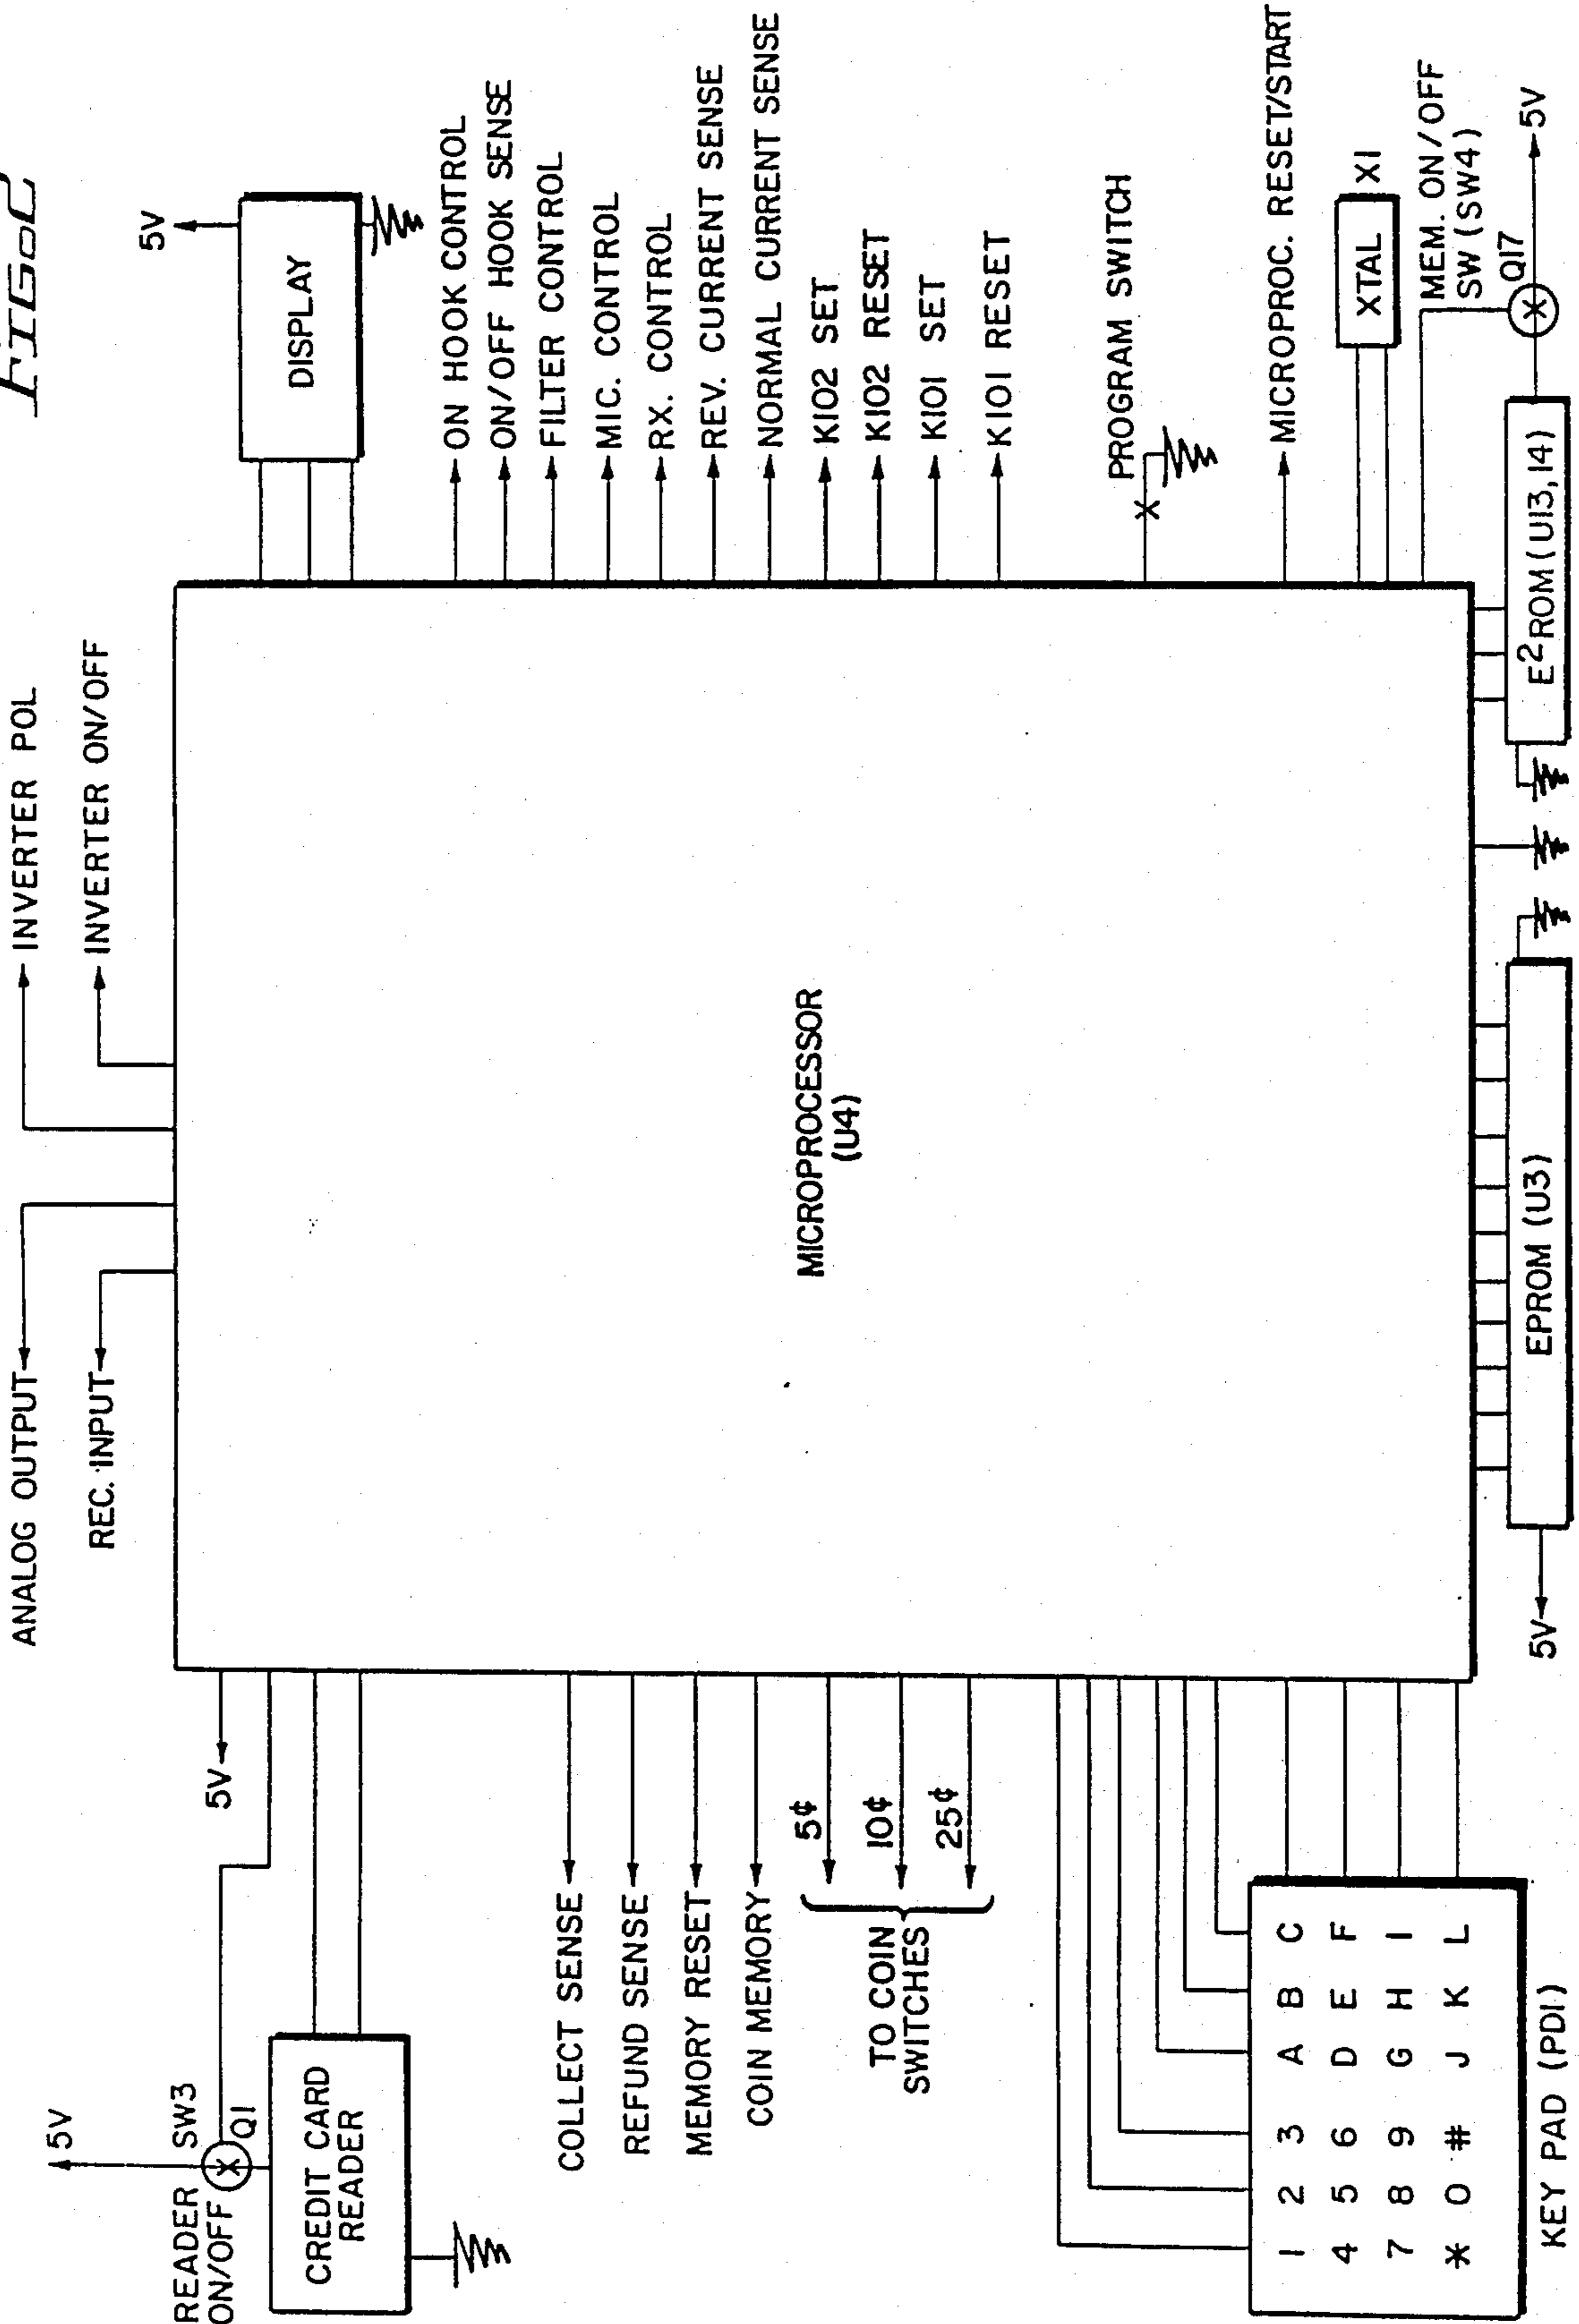 FIG. 2
ANALOG OUTPUT
REC. INPUT
INVERTER POL
INVERTER ON/OFF
5V
READER SW3
ON/OFF
Q1
CREDIT CARD
READER
5V
COLLECT SENSE
REFUND SENSE
MEMORY RESET
COIN MEMORY
5¢
10¢
25¢
TO COIN
SWITCHES
1 2 3 A B C
4 5 6 D E F
7 8 9 G H I
* 0 # J K L
KEY PAD (PD1)
MICROPROCESSOR
(U4)
5V
DISPLAY
ON HOOK CONTROL
ON/OFF HOOK SENSE
FILTER CONTROL
MIC. CONTROL
RX. CONTROL
REV. CURRENT SENSE
NORMAL CURRENT SENSE
K102 SET
K102 RESET
K101 SET
K101 RESET
PROGRAM SWITCH
MICROPROC. RESET/START
XTAL
X1
MEM. ON/OFF
SW (SW4)
Q17
5V
E²ROM (U13, 14)
EPROM (U3)
5V